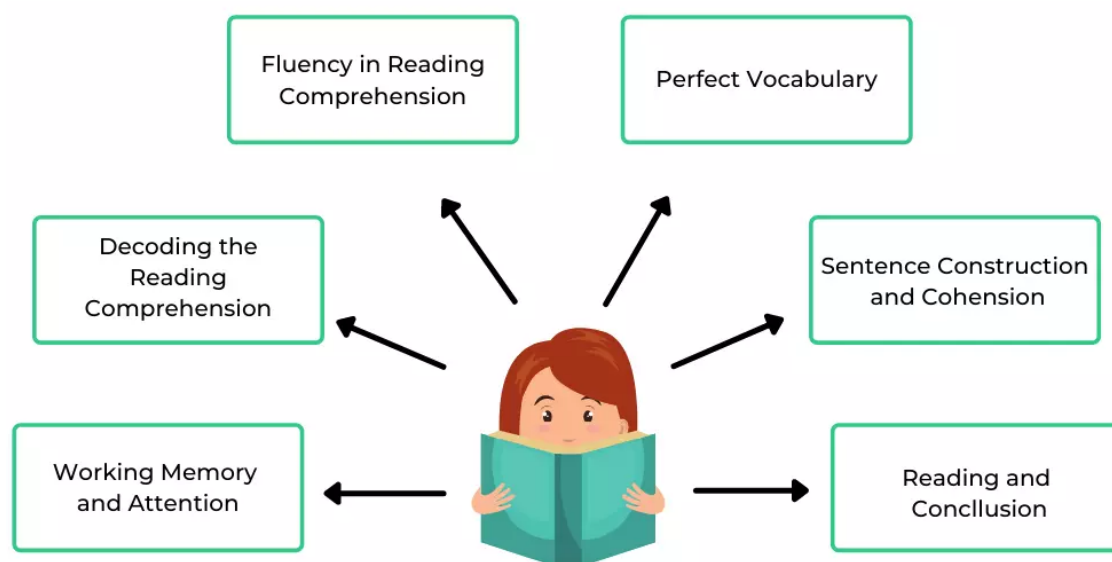 Fluency in Reading
Comprehension
Perfect Vocabulary
Decoding the
Reading
Comprehension
Sentence Construction
and Cohension
Working Memory
and Attention
Reading and
Concllusion